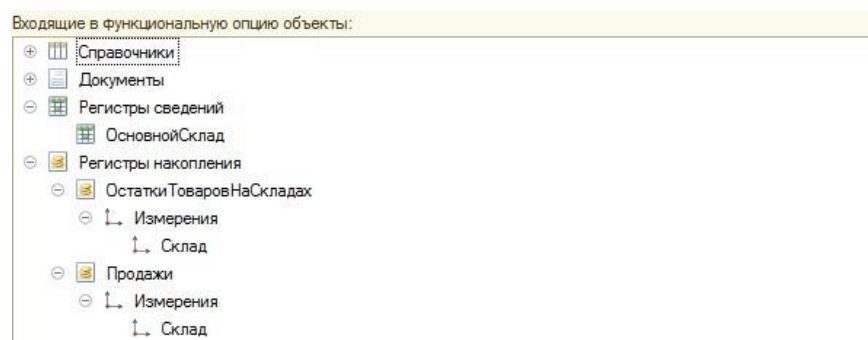 Входящие в функциональную опцию объекты:
Справочники
Документы
Регистры сведений
ОсновнойСклад
Регистры накопления
ОстаткиТоваровНаСкладах
Измерения
Склад
Продажи
Измерения
Склад